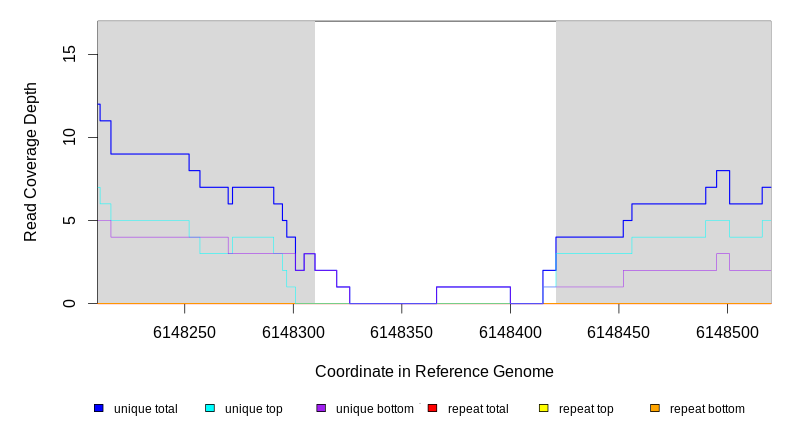 15
10
5
0
Read Coverage Depth
6148250 6148300 6148350 6148400 6148450 6148500
Coordinate in Reference Genome
unique total unique top unique bottom repeat total repeat top repeat bottom